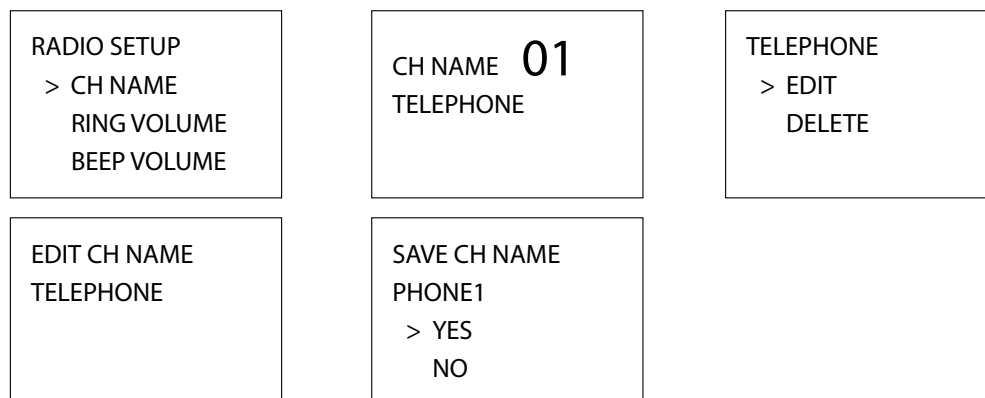 RADIO SETUP
> CH NAME
RING VOLUME
BEEP VOLUME
CH NAME 01
TELEPHONE
TELEPHONE
> EDIT
DELETE
EDIT CH NAME
TELEPHONE
SAVE CH NAME
PHONE1
> YES
NO